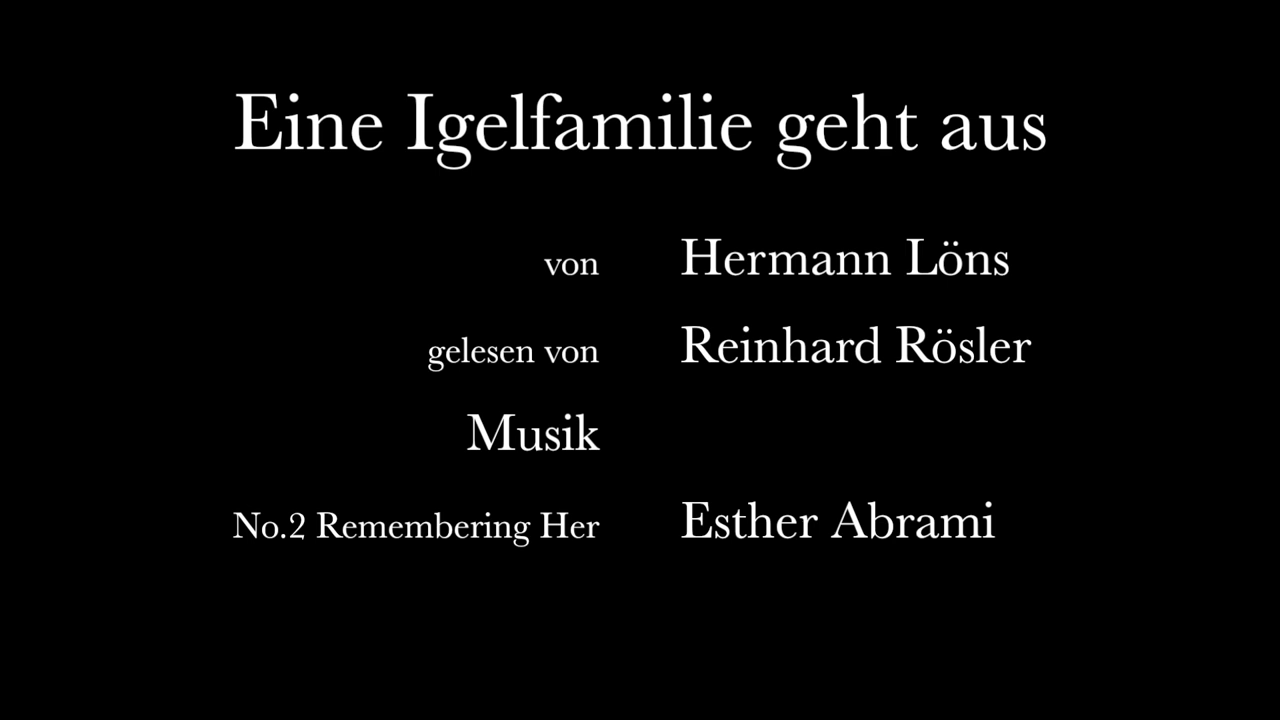 Eine Igelfamilie geht aus
von Hermann Löns
gelesen von Reinhard Rösler
Musik
No.2 Remembering Her Esther Abrami